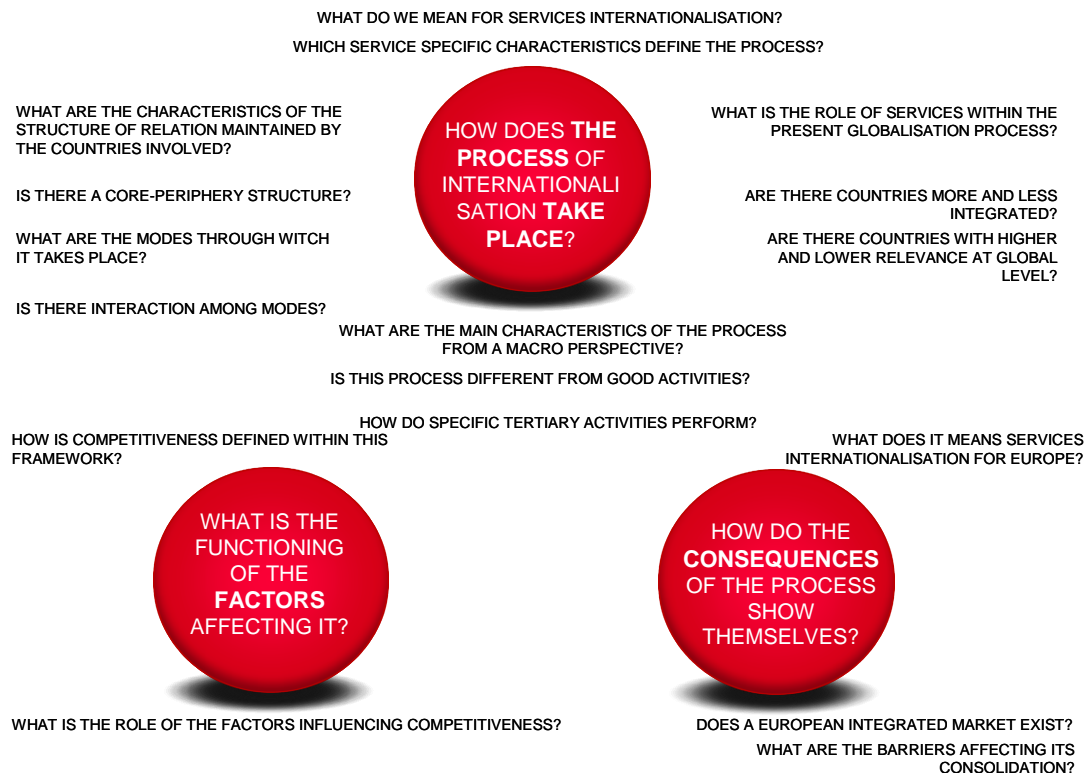 WHAT DO WE MEAN FOR SERVICES INTERNATIONALISATION?
WHICH SERVICE SPECIFIC CHARACTERISTICS DEFINE THE PROCESS?
WHAT ARE THE CHARACTERISTICS OF THE
STRUCTURE OF RELATION MAINTAINED BY
THE COUNTRIES INVOLVED?
IS THERE A CORE-PERIPHERY STRUCTURE?
WHAT ARE THE MODES THROUGH WITCH
IT TAKES PLACE?
IS THERE INTERACTION AMONG MODES?
HOW DOES THE
PROCESS OF
INTERNATIONALI
SATION TAKE
PLACE?
WHAT IS THE ROLE OF SERVICES WITHIN THE
PRESENT GLOBALISATION PROCESS?
ARE THERE COUNTRIES MORE AND LESS
INTEGRATED?
ARE THERE COUNTRIES WITH HIGHER
AND LOWER RELEVANCE AT GLOBAL
LEVEL?
WHAT ARE THE MAIN CHARACTERISTICS OF THE PROCESS
FROM A MACRO PERSPECTIVE?
IS THIS PROCESS DIFFERENT FROM GOOD ACTIVITIES?
HOW DO SPECIFIC TERTIARY ACTIVITIES PERFORM?
HOW IS COMPETITIVENESS DEFINED WITHIN THIS
FRAMEWORK?
WHAT IS THE
FUNCTIONING
OF THE
FACTORS
AFFECTING IT?
WHAT IS THE ROLE OF THE FACTORS INFLUENCING COMPETITIVENESS?
WHAT DOES IT MEANS SERVICES
INTERNATIONALISATION FOR EUROPE?
HOW DO THE
CONSEQUENCES
OF THE PROCESS
SHOW
THEMSELVES?
DOES A EUROPEAN INTEGRATED MARKET EXIST?
WHAT ARE THE BARRIERS AFFECTING ITS
CONSOLIDATION?